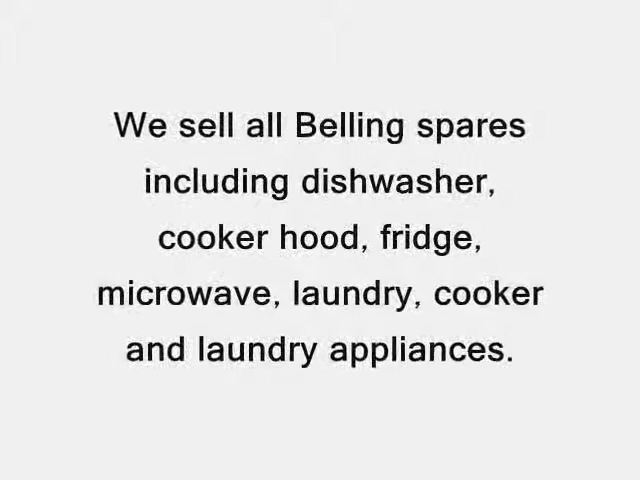 We sell all Belling spares
including dishwasher,
cooker hood, fridge,
microwave, laundry, cooker
and laundry appliances.